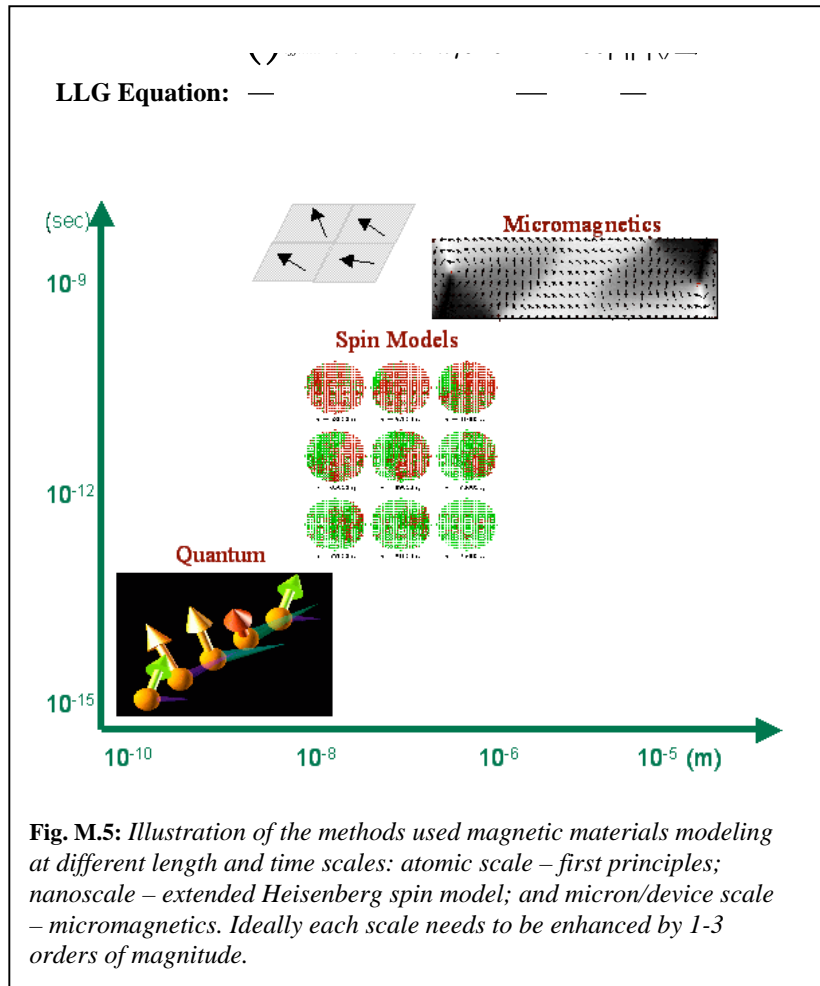 LLG Equation:
(sec)
Micromagnetics
10-9
Spin Models
10-12
Quantum
10-15
10-10 10-8 10-6 10-5 (m)
Fig. M.5: Illustration of the methods used magnetic materials modeling
at different length and time scales: atomic scale – first principles;
nanoscale – extended Heisenberg spin model; and micron/device scale
– micromagnetics. Ideally each scale needs to be enhanced by 1-3
orders of magnitude.